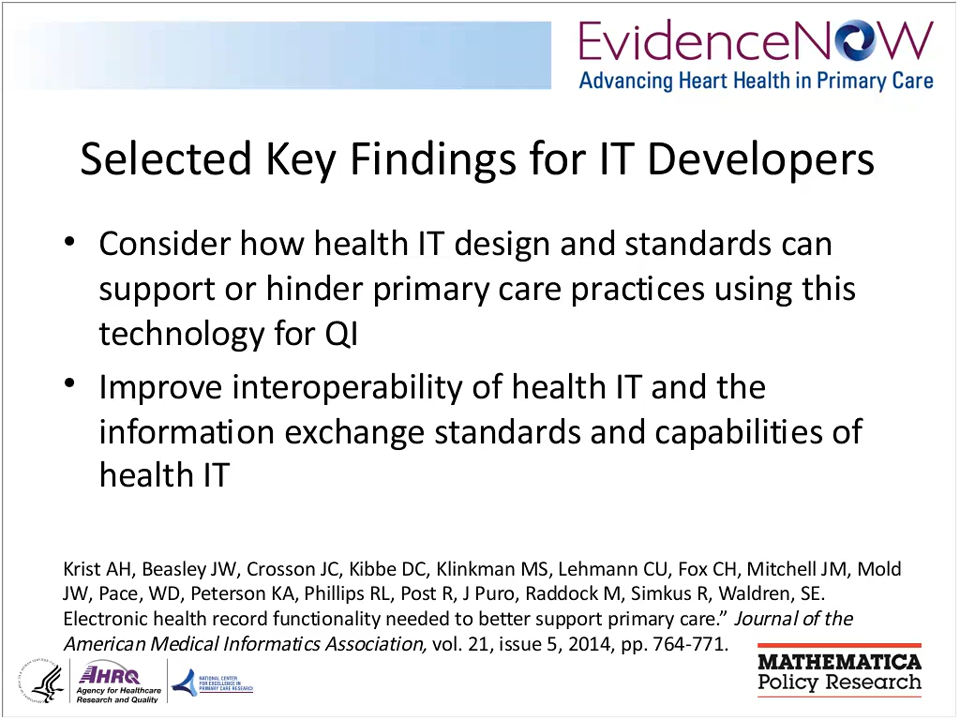 EvidenceNOW
Advancing Heart Health in Primary Care
Selected Key Findings for IT Developers
• Consider how health IT design and standards can
support or hinder primary care practices using this
technology for QI
• Improve interoperability of health IT and the
information exchange standards and capabilities of
health IT
Krist AH, Beasley JW, Crosson JC, Kibbe DC, Klinkman MS, Lehmann CU, Fox CH, Mitchell JM, Mold
JW, Pace, WD, Peterson KA, Phillips RL, Post R, J Puro, Raddock M, Simkus R, Waldren, SE.
Electronic health record functionality needed to better support primary care.” Journal of the
American Medical Informatics Association, vol. 21, issue 5, 2014, pp. 764-771.
AHRQ
Agency for Healthcare
Research and Quality
NATIONAL CENTER
FOR EXCELLENCE IN
PRIMARY CARE RESEARCH
MATHEMATICA
Policy Research